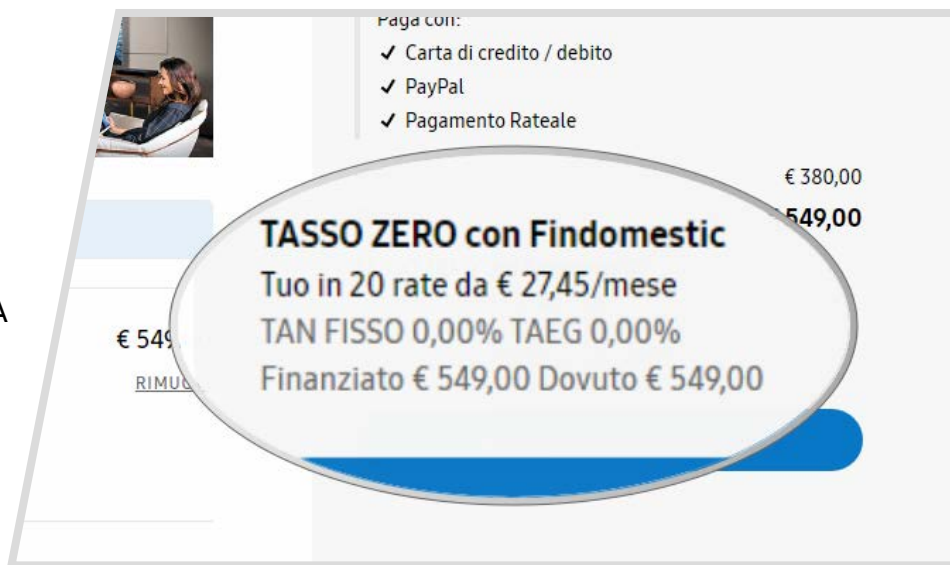 Paga con:
✓ Carta di credito / debito
✓ PayPal
✓ Pagamento Rateale
€ 380,00
549,00
TASSO ZERO con Findomestic
Tuo in 20 rate da € 27,45/mese
TAN FISSO 0,00% TAEG 0,00%
Finanziato € 549,00 Dovuto € 549,00
A
€ 549,